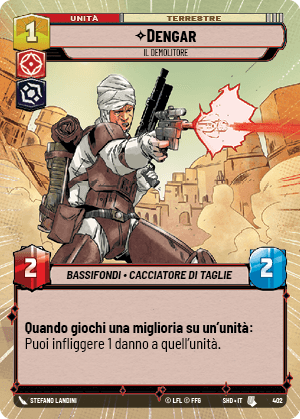 UNITÀ
TERRESTRE
1
✧DENGAR
IL DEMOLITORE
2
BASSIFONDI • CACCIATORE DI TAGLIE
2
Quando giochi una miglioria su un'unità:
Puoi infliggere 1 danno a quell'unità.
STEFANO LANDINI
© LFL © FFG
SHD • IT
402